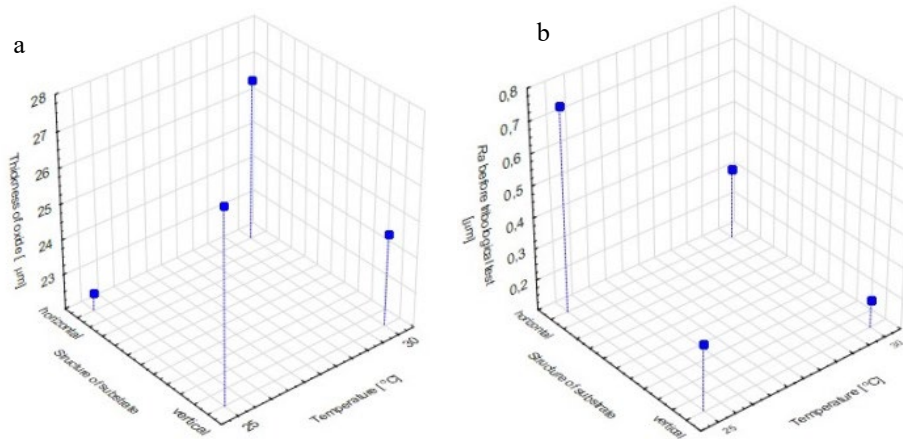 a
28
27
26
25
24
23
Thickness of oxide [ μm]
horizontal
Structure of substrate
vertical
Temperature [°C]
30
b
0,8
0,7
0,6
0,5
0,4
0,3
0,2
Ra before tribological test
[μm]
horizontal
Structure of substrate
vertical
25
Temperature [°C]
30